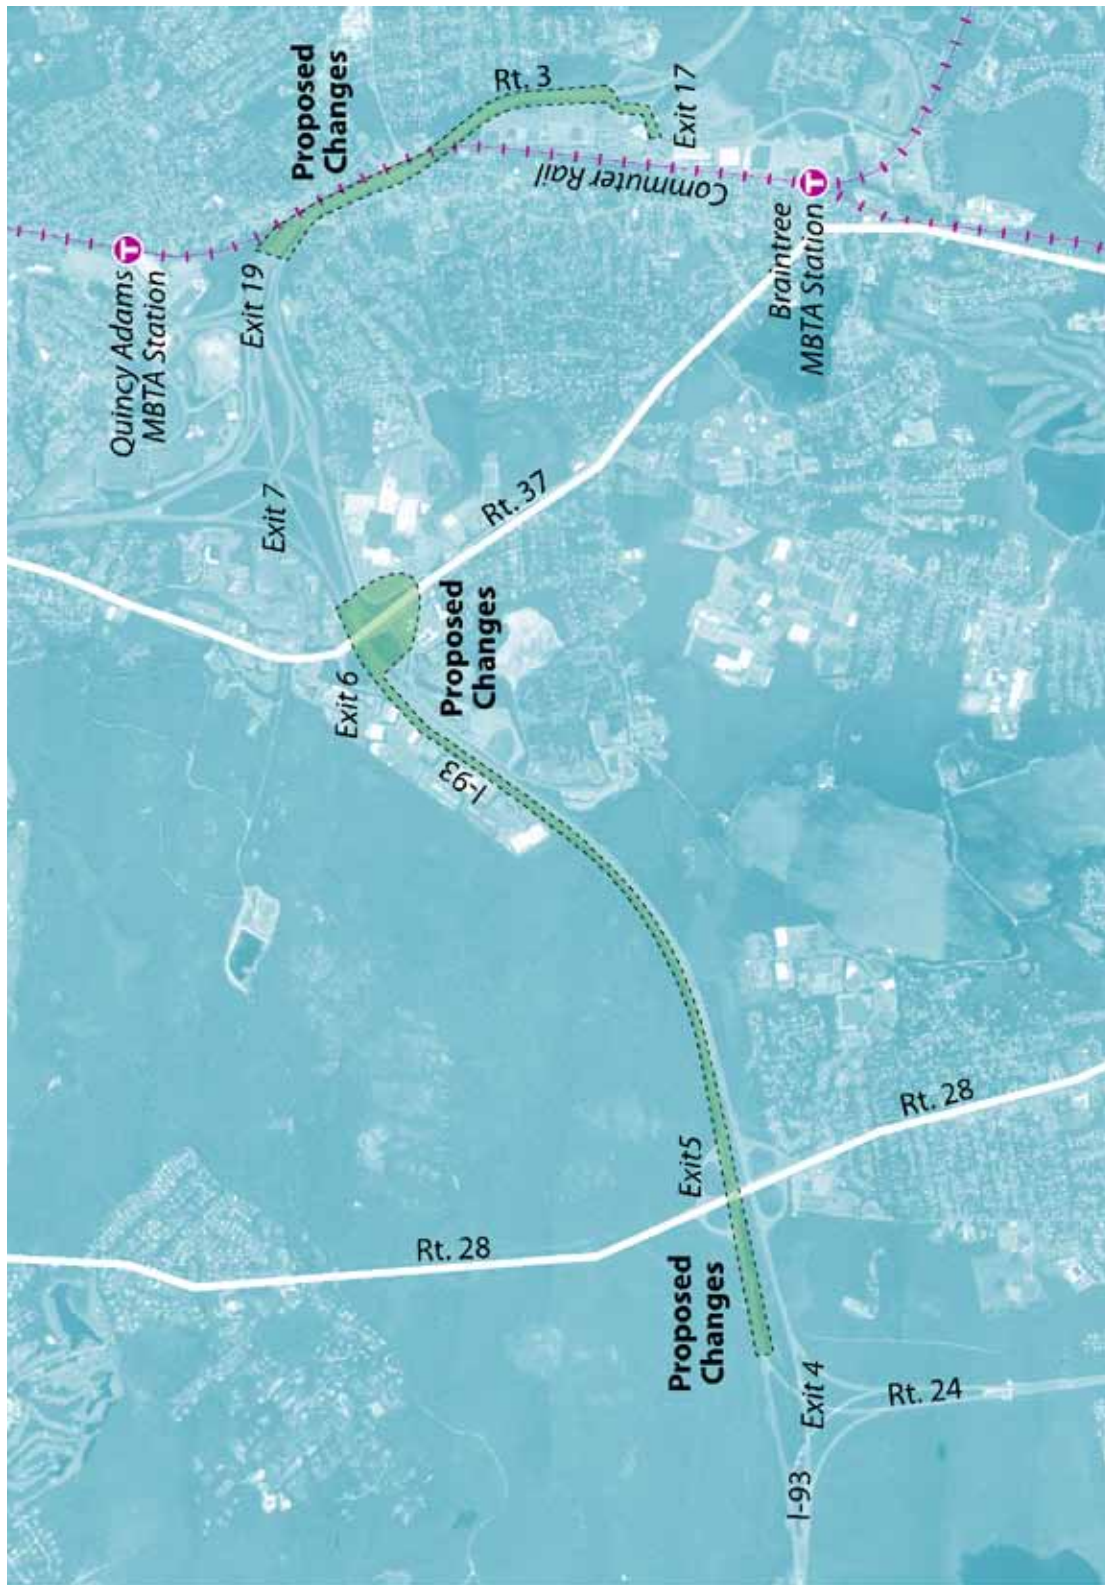 Quincy Adams
MBTA Station
Exit 19
Proposed
Changes
Rt. 3
Exit 17
Commuter Rail
Braintree
MBTA Station
Exit 7
Rt. 37
Exit 6
Proposed
Changes
I-93
Rt. 28
Exit5
Rt. 28
Proposed
Changes
Exit 4
Rt. 24
I-93